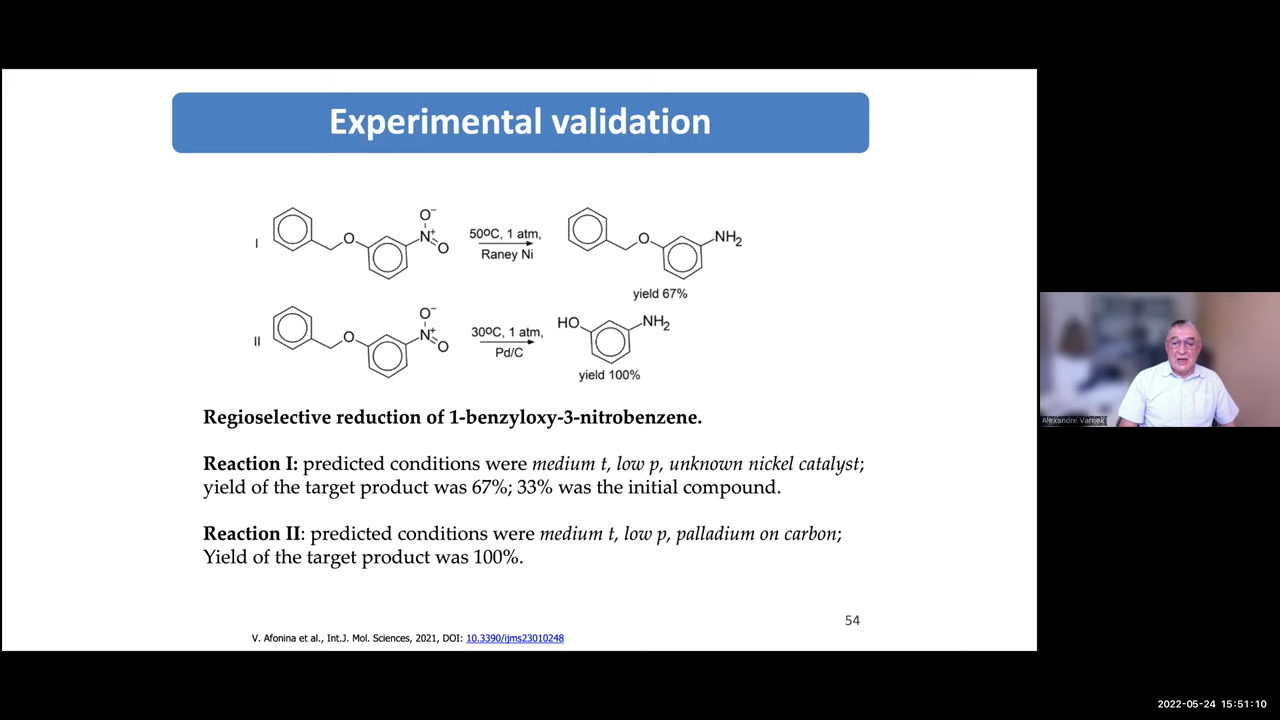 Experimental validation
I
O
O⁻
N⁺
O
50ºC, 1 atm,
Raney Ni
O
NH₂
yield 67%
II
O
O⁻
N⁺
O
30ºC, 1 atm,
Pd/C
HO
NH₂
yield 100%
Regioselective reduction of 1-benzyloxy-3-nitrobenzene.
Reaction I: predicted conditions were medium t, low p, unknown nickel catalyst;
yield of the target product was 67%; 33% was the initial compound.
Reaction II: predicted conditions were medium t, low p, palladium on carbon;
Yield of the target product was 100%.
54
V. Afonina et al., Int.J. Mol. Sciences, 2021, DOI: 10.3390/ijms23010248
Alexandre Varnek
2022-05-24 15:51:10